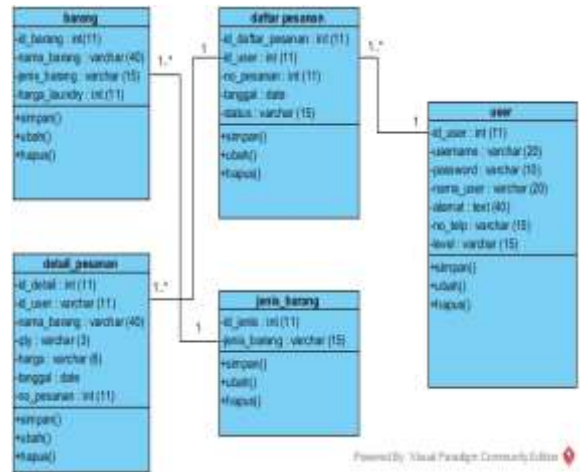 barang
-id_barang : int(11)
-nama_barang : varchar (40)
-jenis_barang : varchar (15)
-harga_laundry : int (11)
+simpan()
+ubah()
+hapus()
daftar pesanan
-id_daftar_pesanan : int (11)
-id_user : int (11)
-no_pesanan : int (11)
-tanggal : date
-status : varchar (15)
+simpan()
+ubah()
+hapus()
user
-id_user : int (11)
-username : varchar (20)
-password : varchar (10)
-nama_user : varchar (20)
-alamat : text (40)
-no_telp : varchar (15)
-level : varchar (15)
+simpan()
+ubah()
+hapus()
detail_pesanan
-id_detail : int (11)
-id_user : varchar (11)
-nama_barang : varchar (40)
-qty : varchar (3)
-harga : varchar (6)
-tanggal : date
-no_pesanan : int (11)
+simpan()
+ubah()
+hapus()
jenis_barang
-id_jenis : int (11)
-jenis_barang : varchar (15)
+simpan()
+ubah()
+hapus()
1..*
1
1..*
1
1..*
1
Powered By Visual Paradigm Community Edition